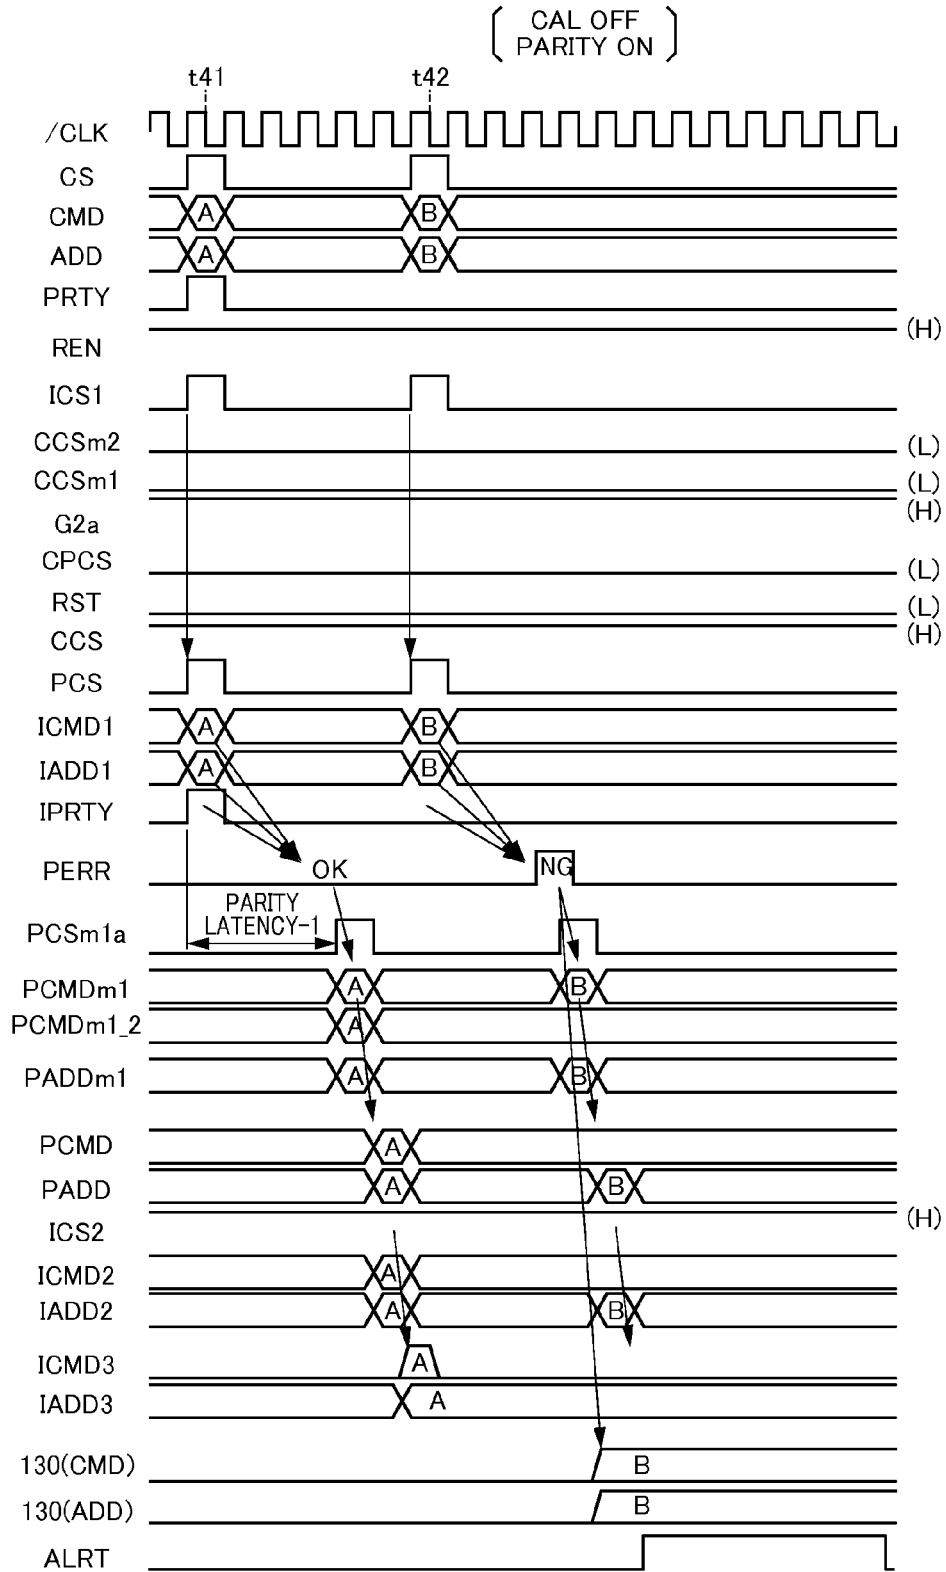 CAL OFF
PARITY ON
t41 t42
/CLK
CS
CMD A B
ADD A B
PRTY
REN (H)
ICS1
CCSm2 (L)
CCSm1 (L)
G2a (H)
CPCS (L)
RST (L)
CCS (H)
PCS
ICMD1 A B
IADD1 A B
IPRTY
PERR OK NG
PARITY
LATENCY-1
PCSm1a
PCMDm1 A B
PCMDm1_2 A
PADDm1 A B
PCMD A
PADD A B
ICS2 (H)
ICMD2 A
IADD2 A B
ICMD3 A
IADD3 A
130(CMD) B
130(ADD) B
ALRT